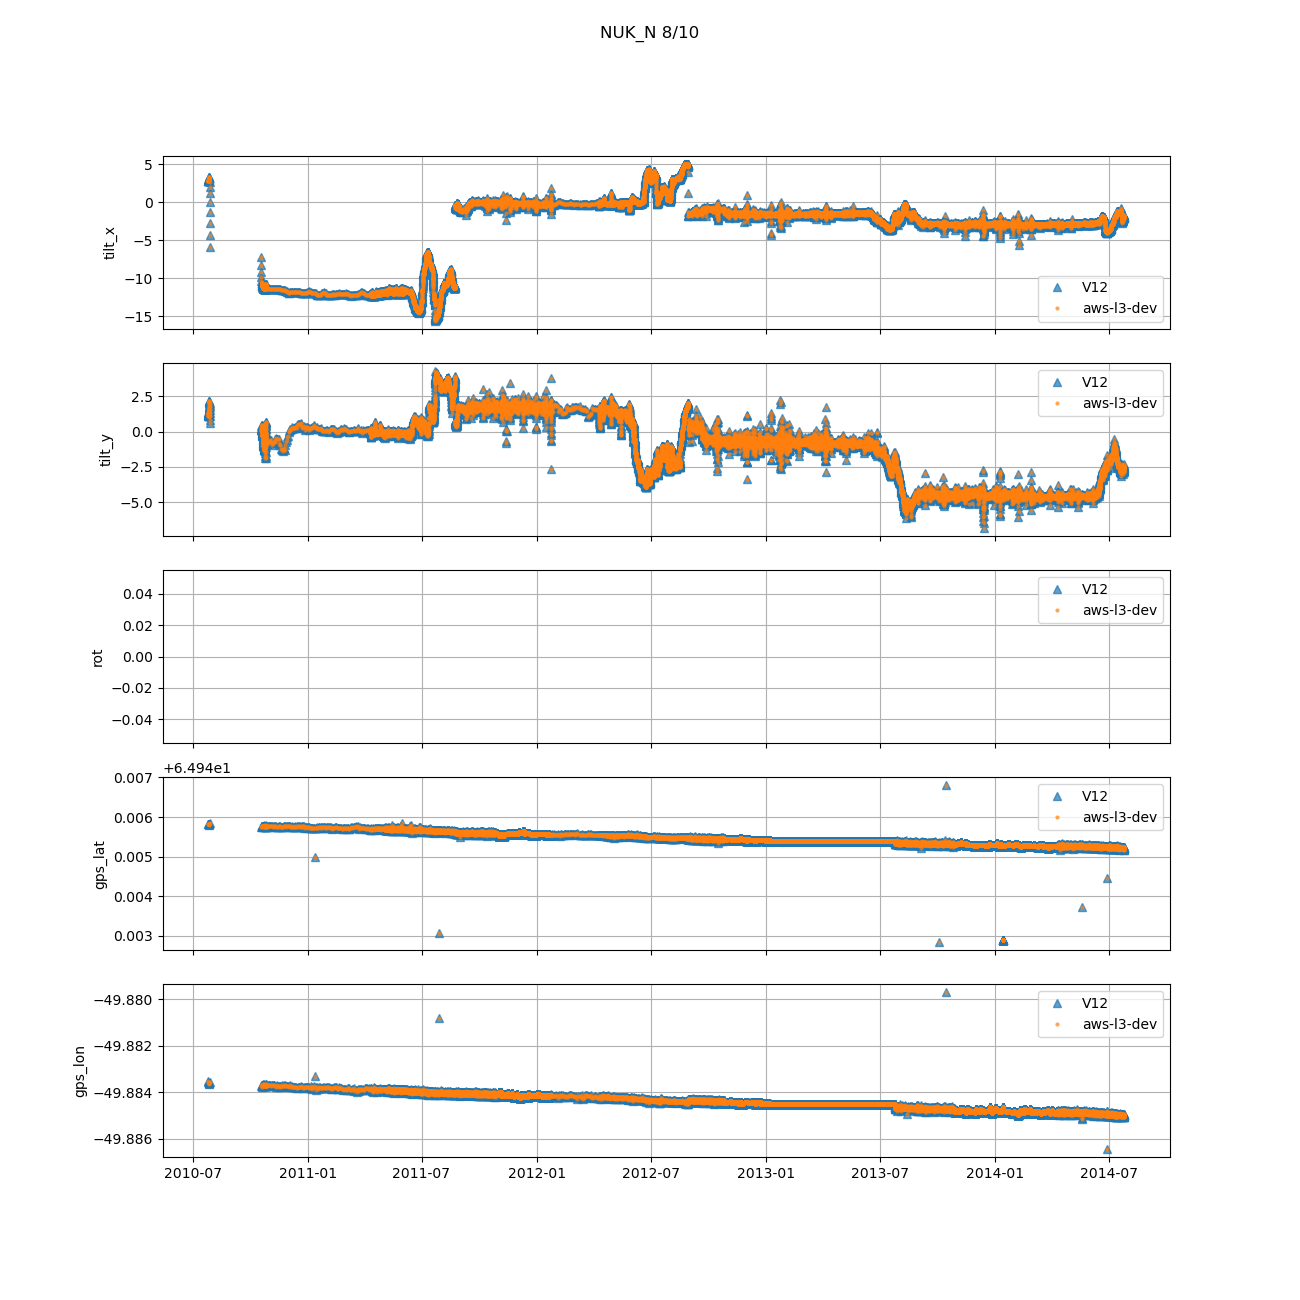 NUK_N 8/10
5
0
−5
−10
−15
tilt_x
V12
aws-l3-dev
2.5
0.0
−2.5
−5.0
tilt_y
V12
aws-l3-dev
0.04
0.02
0.00
−0.02
−0.04
rot
V12
aws-l3-dev
+6.494e1
0.007
0.006
0.005
0.004
0.003
gps_lat
V12
aws-l3-dev
−49.880
−49.882
−49.884
−49.886
gps_lon
V12
aws-l3-dev
2010-07 2011-01 2011-07 2012-01 2012-07 2013-01 2013-07 2014-01 2014-07